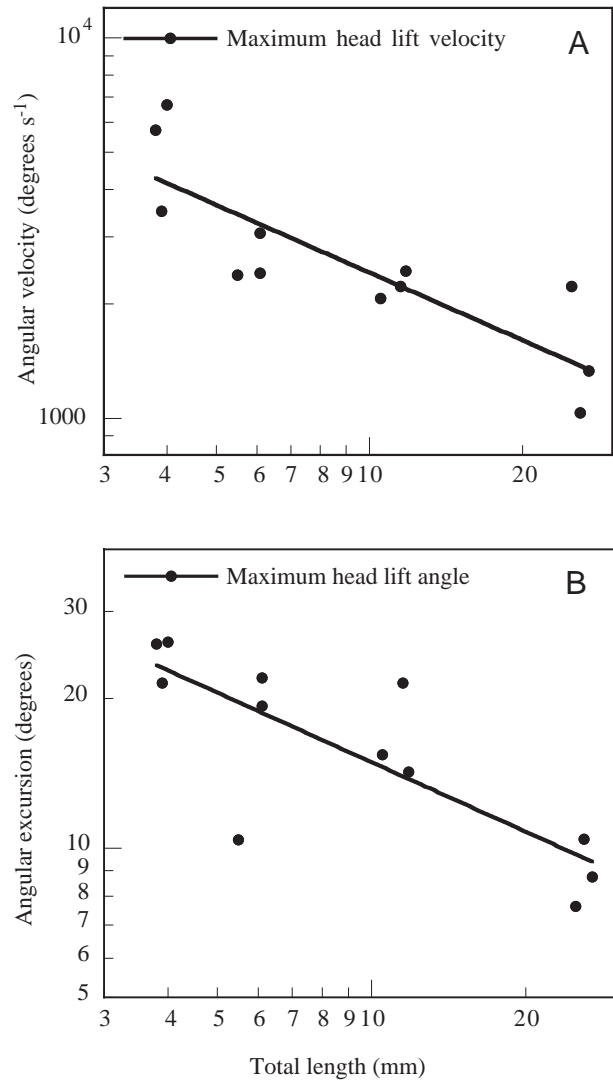 10⁴
Maximum head lift velocity
A
Angular velocity (degrees s⁻¹)
1000
3 4 5 6 7 8 9 10 20
Maximum head lift angle
B
30
20
10
9
8
7
6
5
Angular excursion (degrees)
3 4 5 6 7 8 9 10 20
Total length (mm)